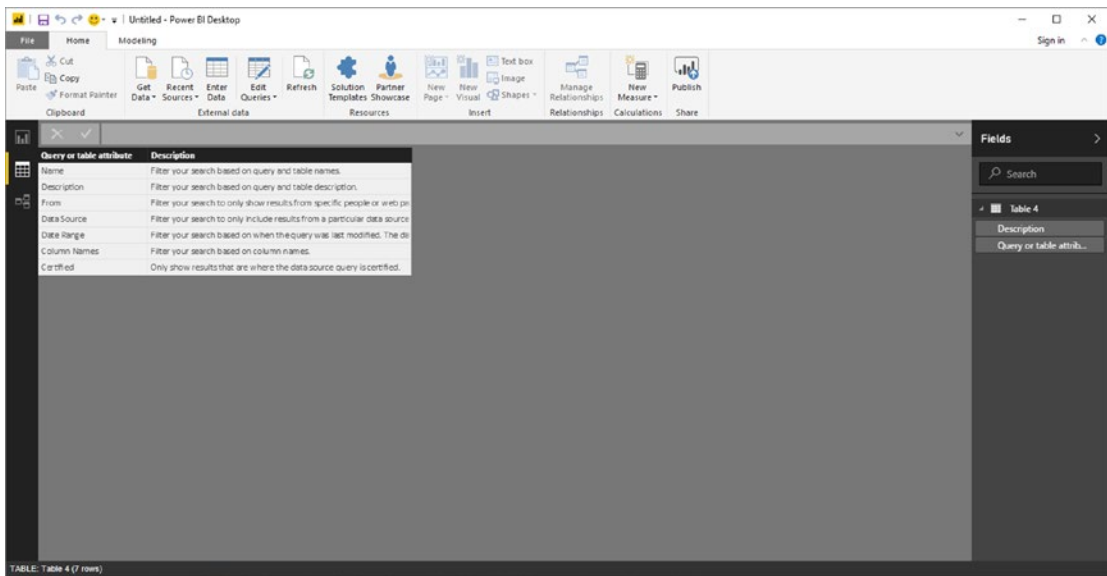 Untitled - Power BI Desktop
File Home Modeling Sign in
Cut
Copy
Format Painter
Paste
Clipboard
Get Data
Recent Sources
Enter Data
Edit Queries
Refresh
External data
Solution Templates
Partner Showcase
Resources
New Page
New Visual
Text box
Image
Shapes
Insert
Manage Relationships
Relationships
New Measure
Calculations
Publish
Share
Query or table attribute Description
Name Filter your search based on query and table names.
Description Filter your search based on query and table description.
From Filter your search to only show results from specific people or web pa
Data Source Filter your search to only include results from a particular data source
Date Range Filter your search based on when the query was last modified. The da
Column Names Filter your search based on column names.
Certified Only show results that are where the data source query is certified.
Fields
Search
Table 4
Description
Query or table attrib...
TABLE: Table 4 (7 rows)